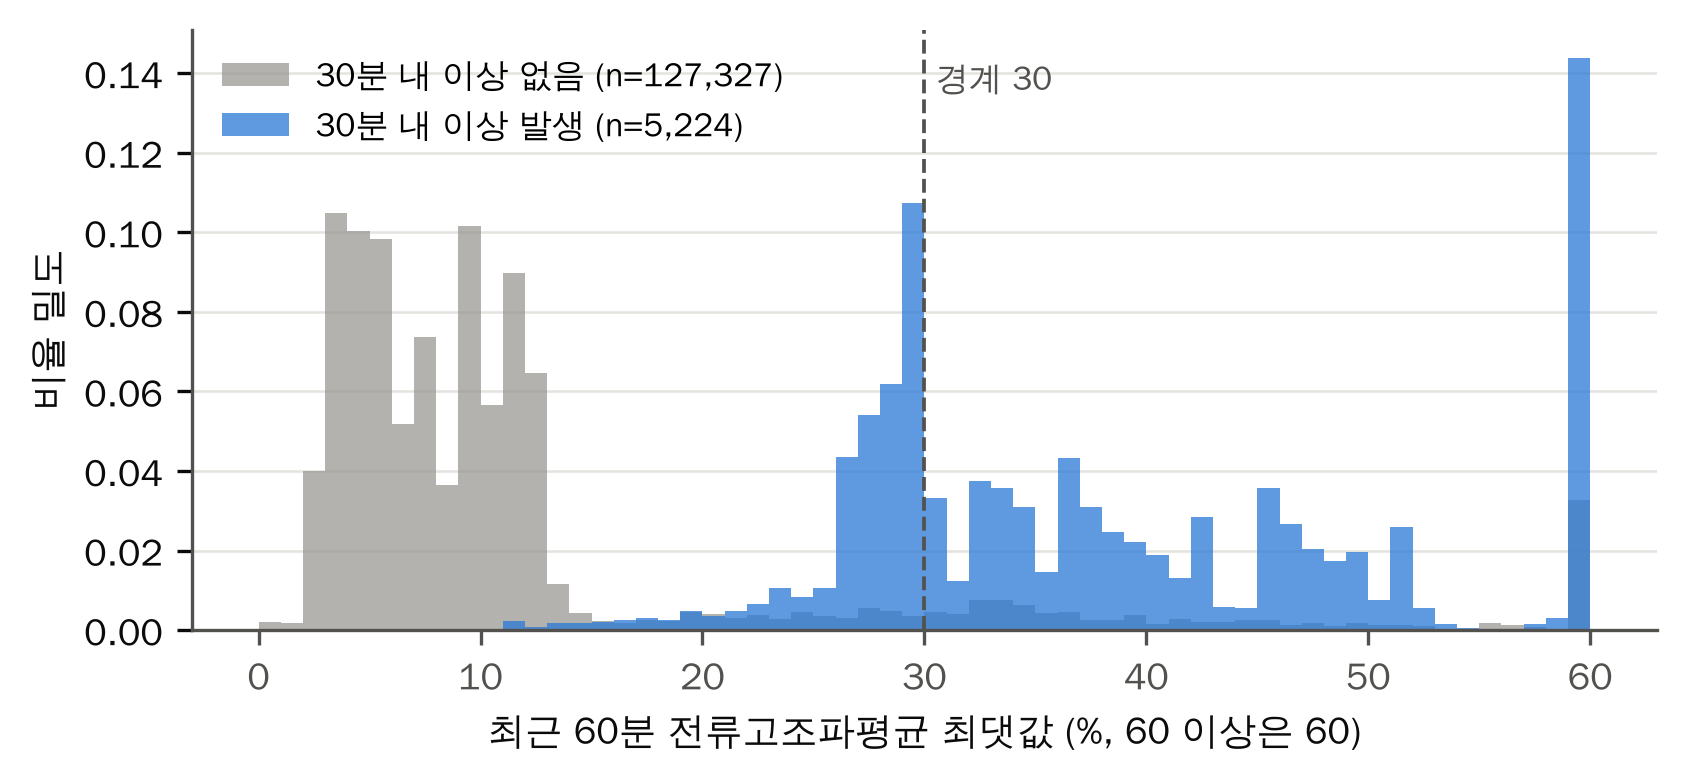 30분 내 이상 없음 (n=127,327)
30분 내 이상 발생 (n=5,224)
경계 30
비율 밀도
0.14
0.12
0.10
0.08
0.06
0.04
0.02
0.00
0 10 20 30 40 50 60
최근 60분 전류고조파평균 최댓값 (%, 60 이상은 60)